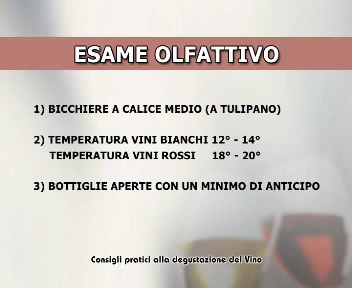 ESAME OLFATTIVO
1) BICCHIERE A CALICE MEDIO (A TULIPANO)
2) TEMPERATURA VINI BIANCHI 12° - 14°
TEMPERATURA VINI ROSSI 18° - 20°
3) BOTTIGLIE APERTE CON UN MINIMO DI ANTICIPO
Consigli pratici alla degustazione del Vino